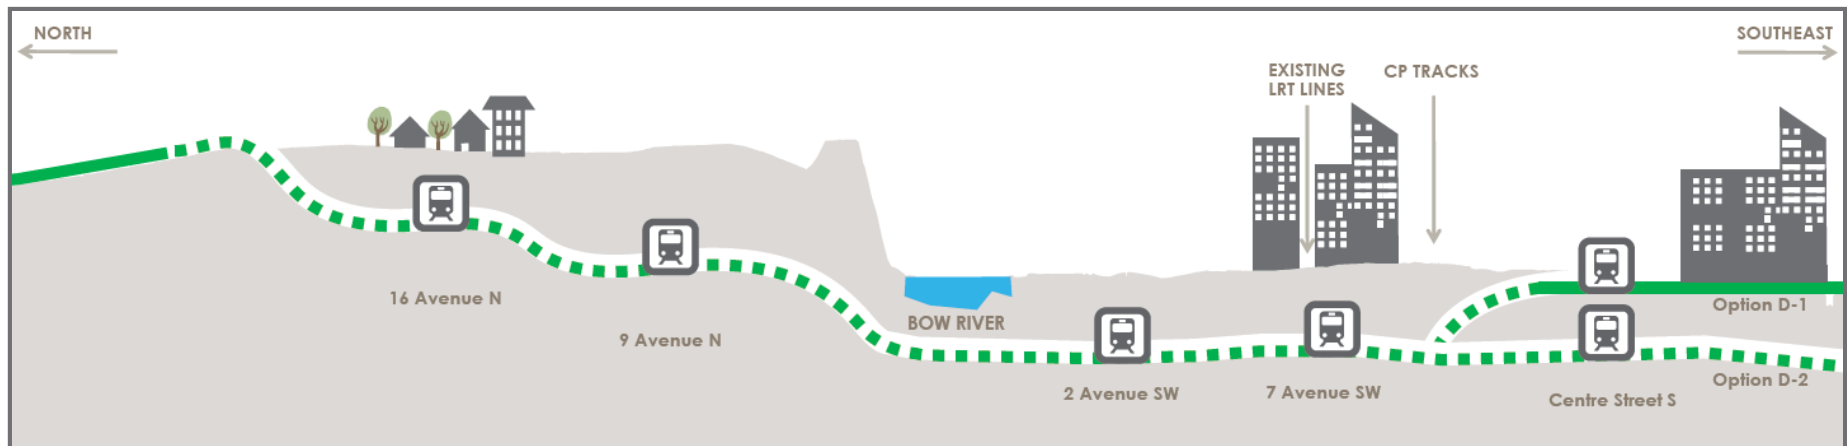 NORTH
SOUTHEAST
EXISTING
LRT LINES
CP TRACKS
16 Avenue N
9 Avenue N
BOW RIVER
2 Avenue SW
7 Avenue SW
Centre Street S
Option D-1
Option D-2